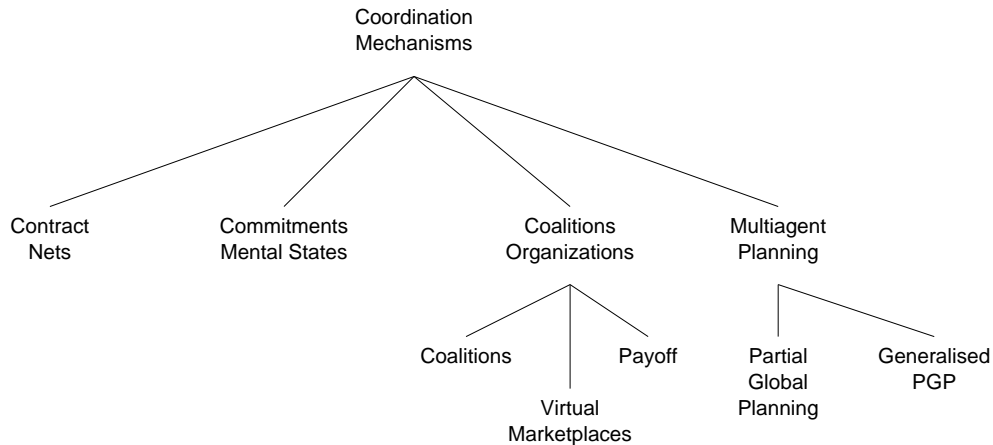 Coordination
Mechanisms
Contract
Nets
Commitments
Mental States
Coalitions
Organizations
Multiagent
Planning
Coalitions
Virtual
Marketplaces
Payoff
Partial
Global
Planning
Generalised
PGP